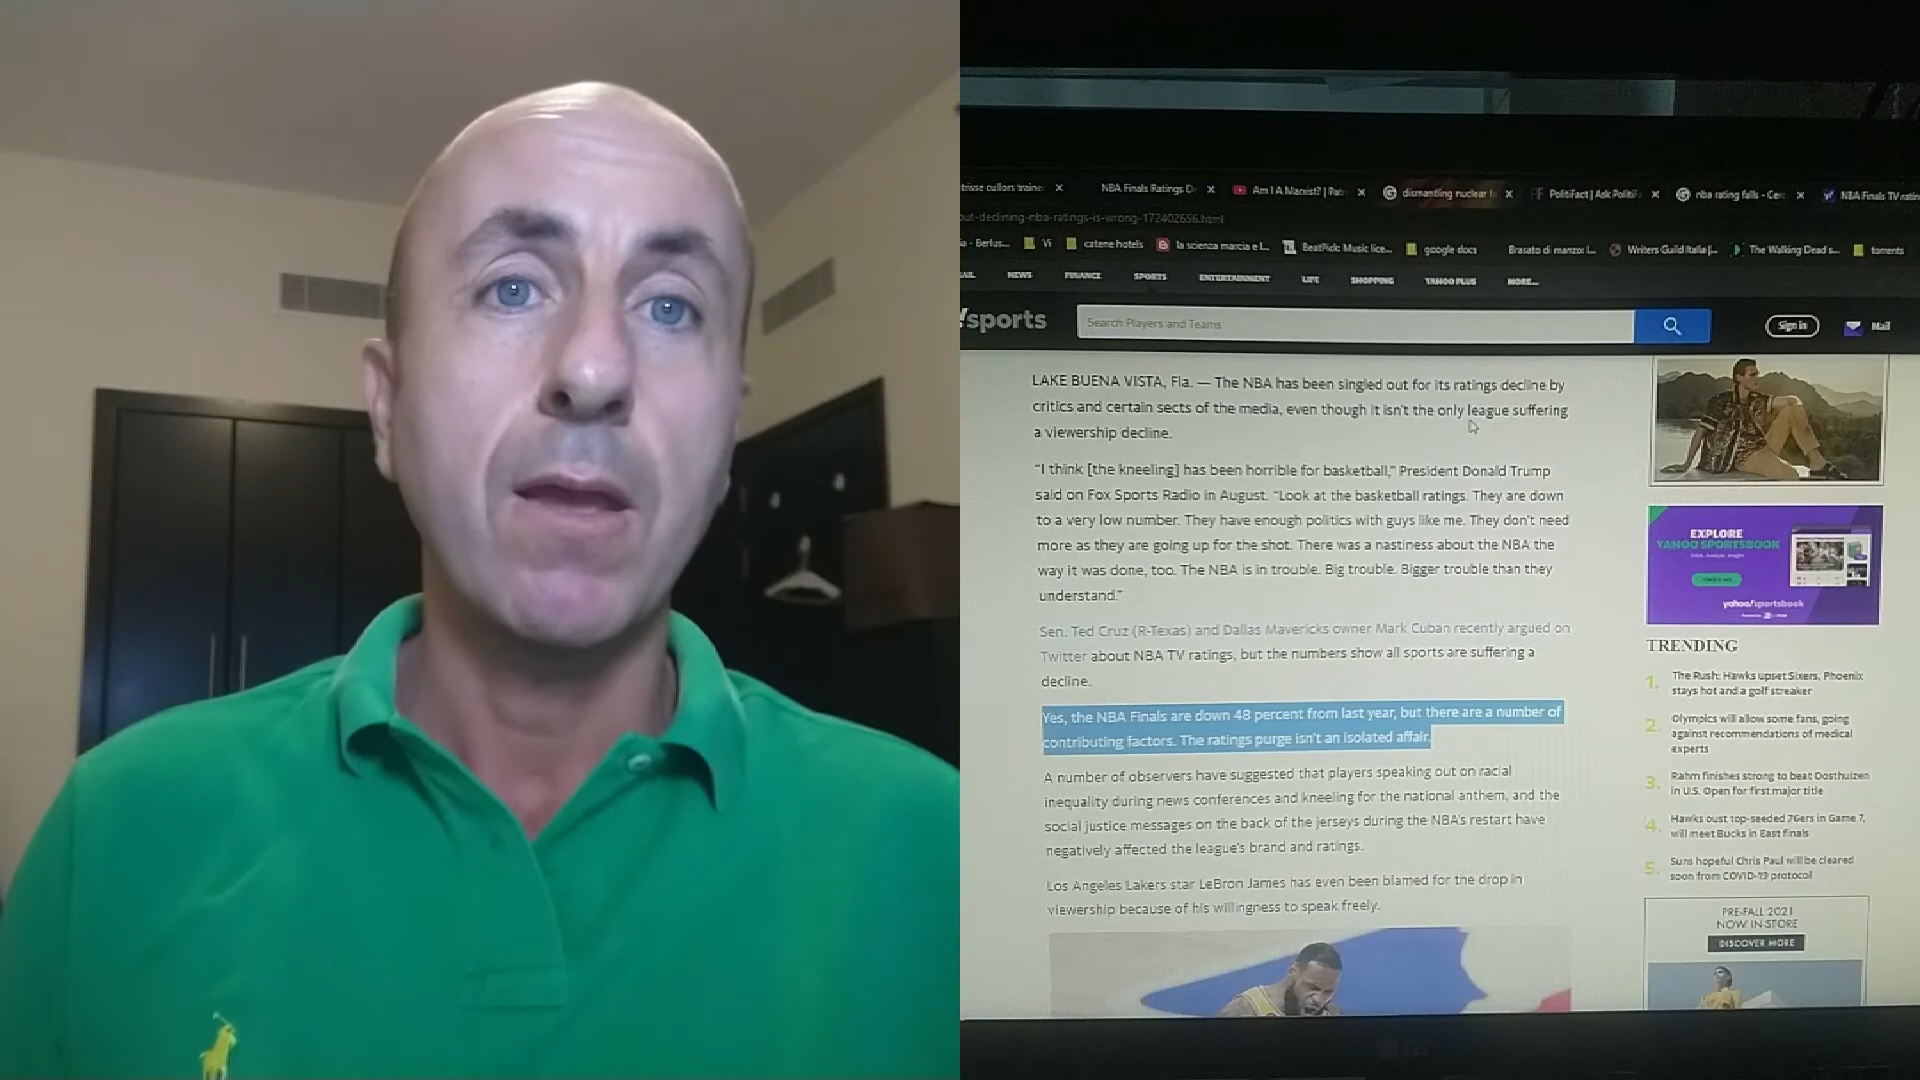 NBA Finals Ratings D
Am I A Marxist? |
dismantling nuclear
PolitiFact | Ask Politif
nba rating falls - Cerc
NBA Finals TV ratin
out-declining-nba-ratings-is-wrong-172402656.html
Vi
catene hotels
la scienza marcia e l...
BeatPick: Music lice...
google docs
Brasato di manzo: l...
Writers Guild Italia |...
The Walking Dead's...
torrents
NEWS
FINANCE
SPORTS
ENTERTAINMENT
LIFE
SHOPPING
YAHOO PLUS
MORE...
sports
Search Players and Teams
Sign in
Mail
LAKE BUENA VISTA, Fla. — The NBA has been singled out for its ratings decline by
critics and certain sects of the media, even though it isn't the only league suffering
a viewership decline.
"I think [the kneeling] has been horrible for basketball," President Donald Trump
said on Fox Sports Radio in August. "Look at the basketball ratings. They are down
to a very low number. They have enough politics with guys like me. They don't need
more as they are going up for the shot. There was a nastiness about the NBA the
way it was done, too. The NBA is in trouble. Big trouble. Bigger trouble than they
understand."
Sen. Ted Cruz (R-Texas) and Dallas Mavericks owner Mark Cuban recently argued on
Twitter about NBA TV ratings, but the numbers show all sports are suffering a
decline.
Yes, the NBA Finals are down 48 percent from last year, but there are a number of
contributing factors. The ratings purge isn't an isolated affair.
A number of observers have suggested that players speaking out on racial
inequality during news conferences and kneeling for the national anthem, and the
social justice messages on the back of the jerseys during the NBA's restart have
negatively affected the league's brand and ratings.
Los Angeles Lakers star LeBron James has even been blamed for the drop in
viewership because of his willingness to speak freely.
EXPLORE
YAHOO SPORTSBOOK
yahoo!sportsbook
TRENDING
1. The Rush: Hawks upset Sixers, Phoenix
stays hot and a golf streaker
2. Olympics will allow some fans, going
against recommendations of medical
experts
3. Rahm finishes strong to beat Oosthuizen
in U.S. Open for first major title
4. Hawks oust top-seeded 76ers in Game 7,
will meet Bucks in East finals
5. Suns hopeful Chris Paul will be cleared
soon from COVID-19 protocol
PRE-FALL 2021
NOW IN STORE
DISCOVER MORE
LG